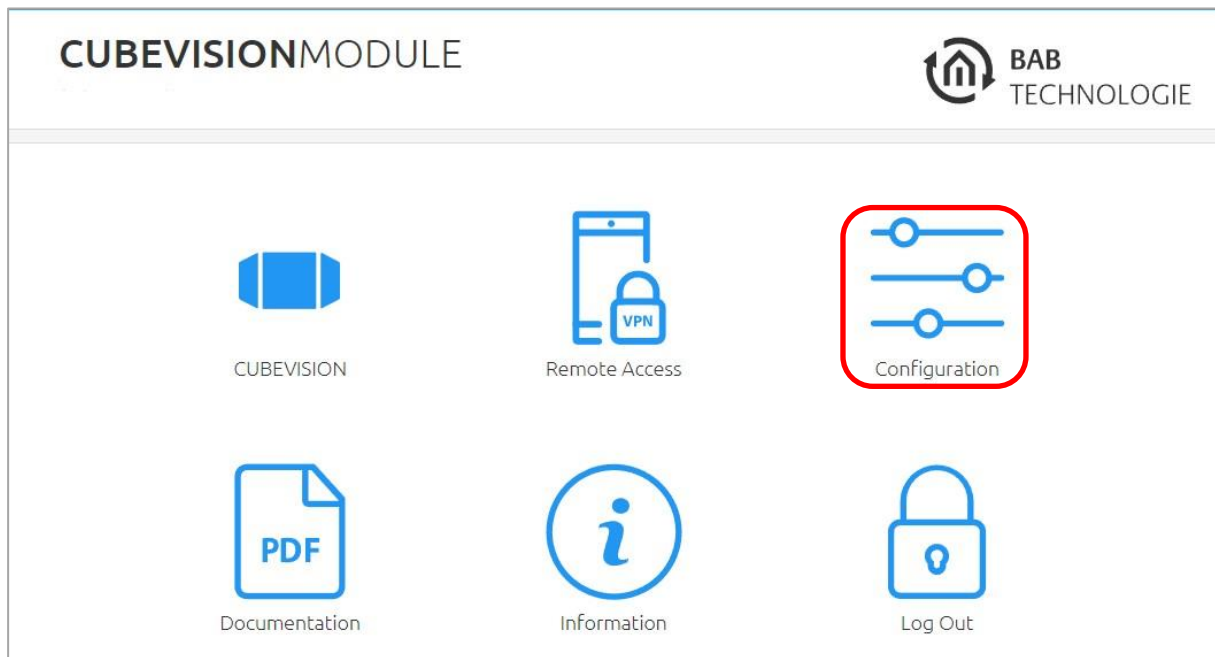 CUBEVISIONMODULE
BAB
TECHNOLOGIE
VPN
CUBEVISION
Remote Access
Configuration
PDF
i
Documentation
Information
Log Out